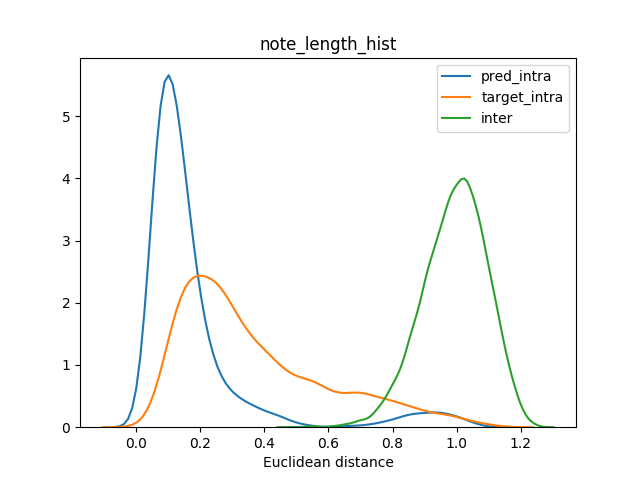 note_length_hist
pred_intra
target_intra
inter
5
4
3
2
1
0
0.0 0.2 0.4 0.6 0.8 1.0 1.2
Euclidean distance